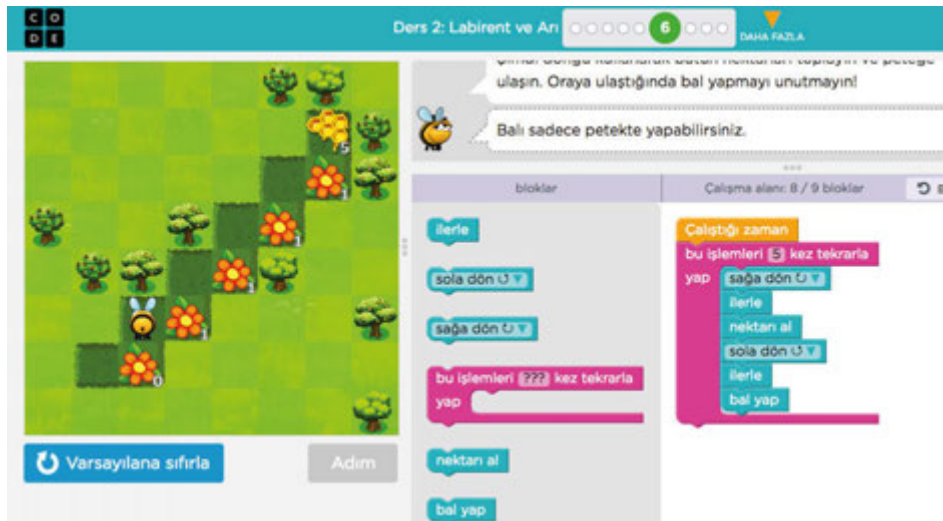 C O
D E
Ders 2: Labirent ve Arı
6
DAHA FAZLA
ulaşın. Oraya ulaştığında bal yapmayı unutmayın!
Balı sadece petekte yapabilirsiniz.
bloklar
Çalışma alanı: 8 / 9 bloklar
5
1
1
1
1
0
ilerle
sola dön
sağa dön
bu işlemleri ??? kez tekrarla
yap
nektarı al
bal yap
Çalıştığı zaman
bu işlemleri 5 kez tekrarla
yap
sağa dön
ilerle
nektarı al
sola dön
ilerle
bal yap
Varsayılana sıfırla
Adım